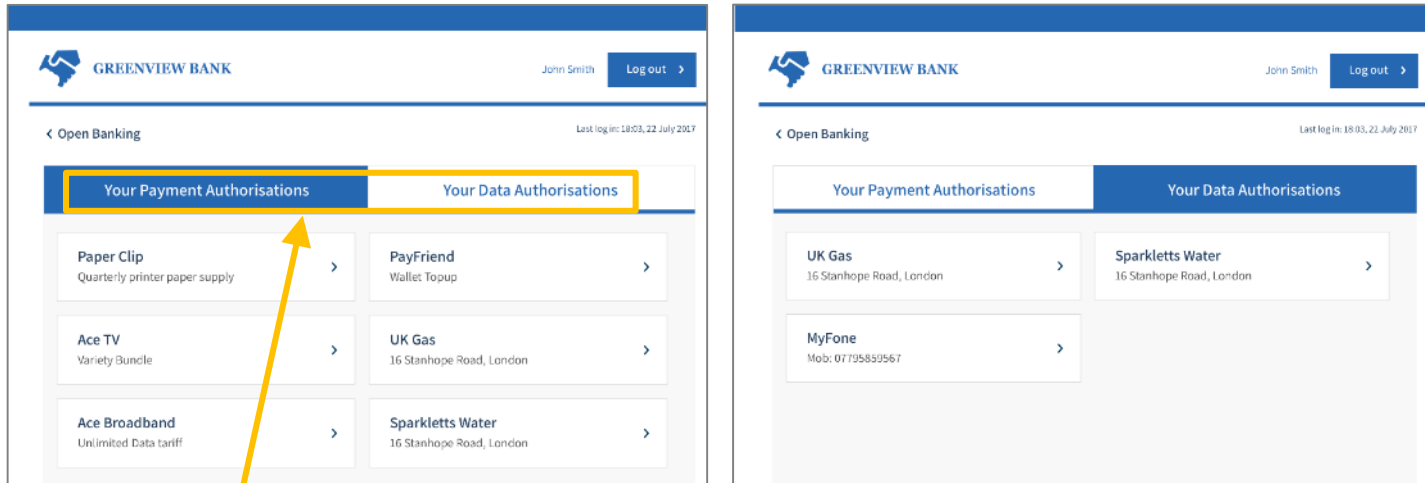 GREENVIEW BANK
John Smith
Log out
Open Banking
Last log in: 18:03, 22 July 2017
Your Payment Authorisations
Your Data Authorisations
Paper Clip
Quarterly printer paper supply
PayFriend
Wallet Topup
Ace TV
Variety Bundle
UK Gas
16 Stanhope Road, London
Ace Broadband
Unlimited Data tariff
Sparkletts Water
16 Stanhope Road, London
GREENVIEW BANK
John Smith
Log out
Open Banking
Last log in: 18:03, 22 July 2017
Your Payment Authorisations
Your Data Authorisations
UK Gas
16 Stanhope Road, London
Sparkletts Water
16 Stanhope Road, London
MyFone
Mob: 07795859567